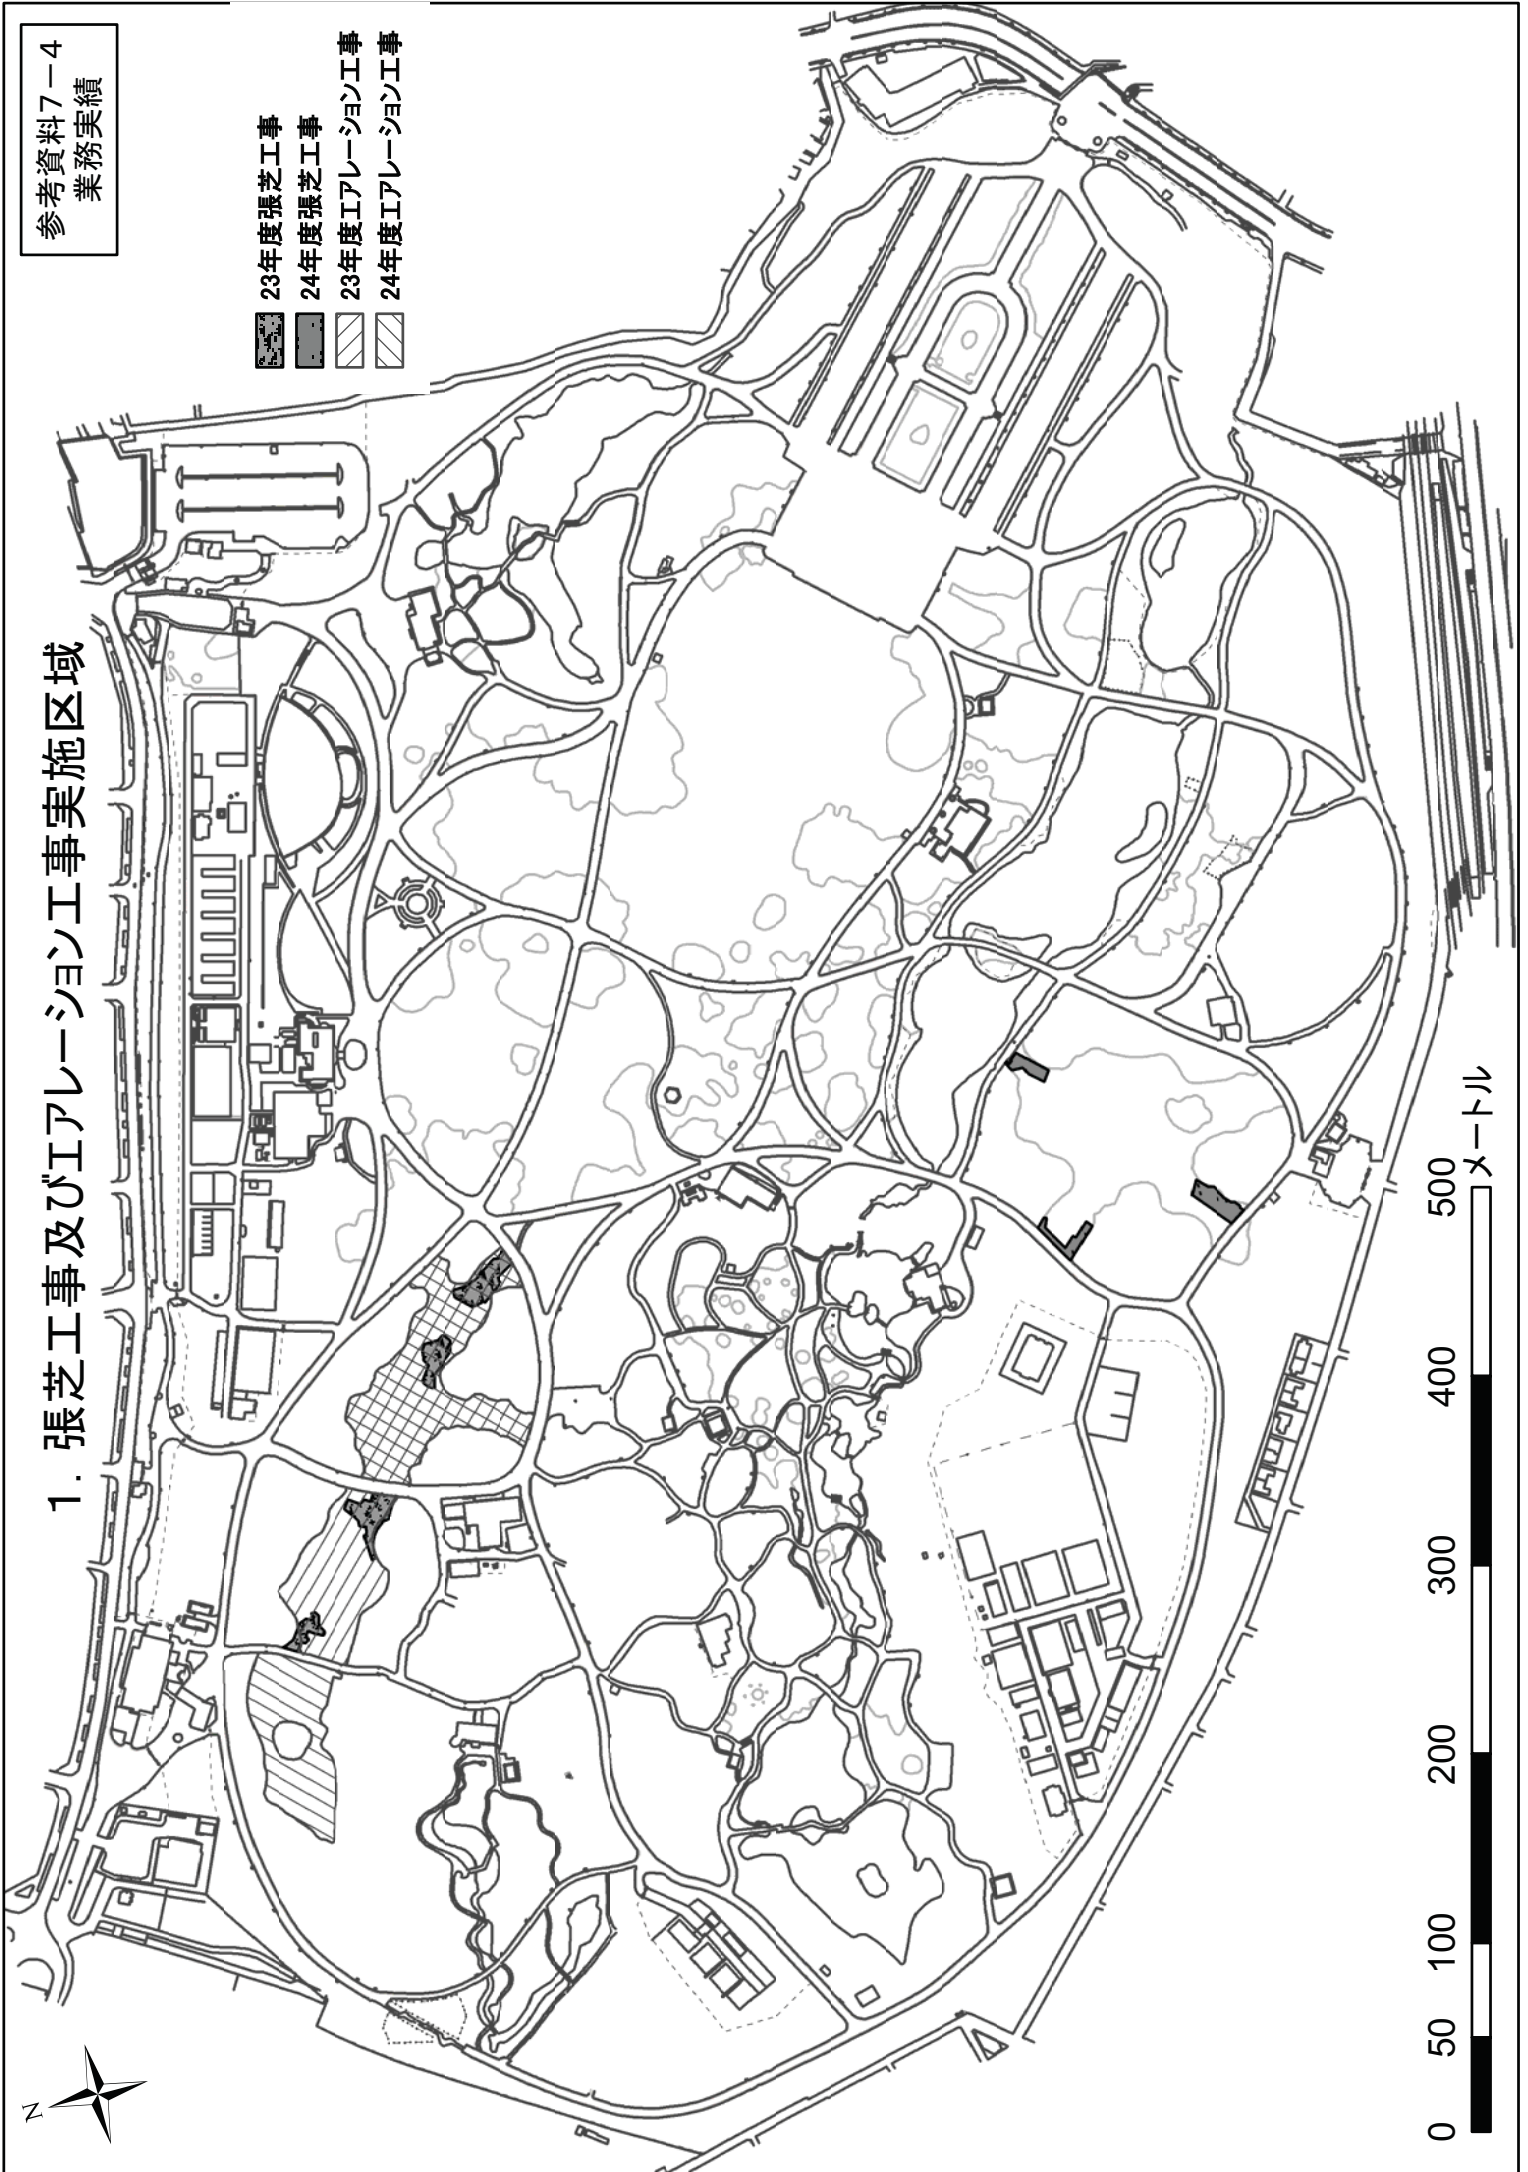 参考資料7－4
業務実績
1. 張芝工事及びエアレーション工事実施区域
23年度張芝工事
24年度張芝工事
23年度エアレーション工事
24年度エアレーション工事
N
0 50 100 200 300 400 500
メートル